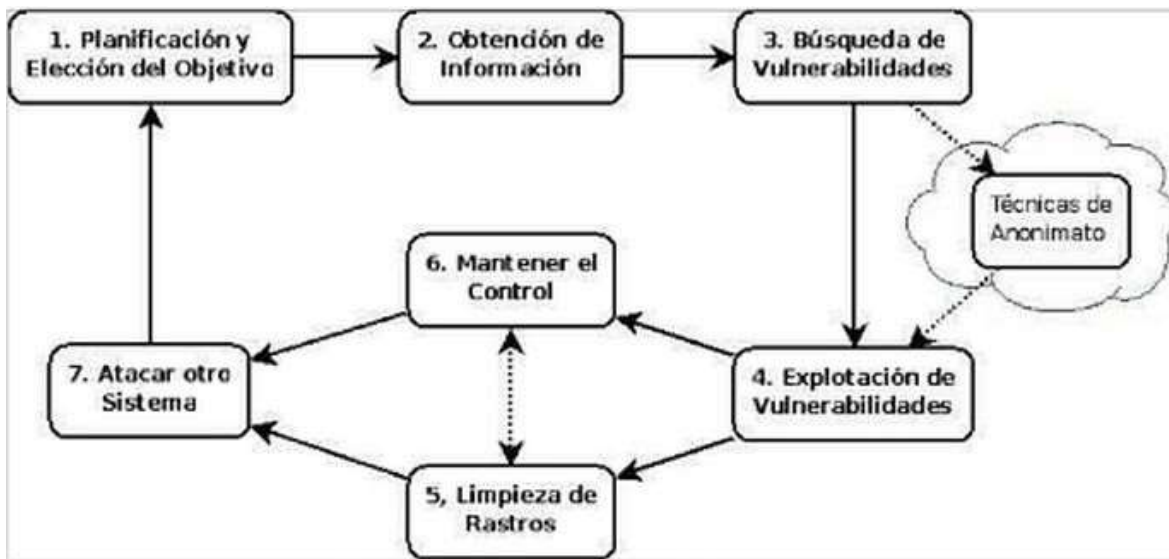 1. Planificación y
Elección del Objetivo
2. Obtención de
Información
3. Búsqueda de
Vulnerabilidades
Técnicas de
Anonimato
6. Mantener el
Control
7. Atacar otro
Sistema
4. Explotación de
Vulnerabilidades
5, Limpieza de
Rastros